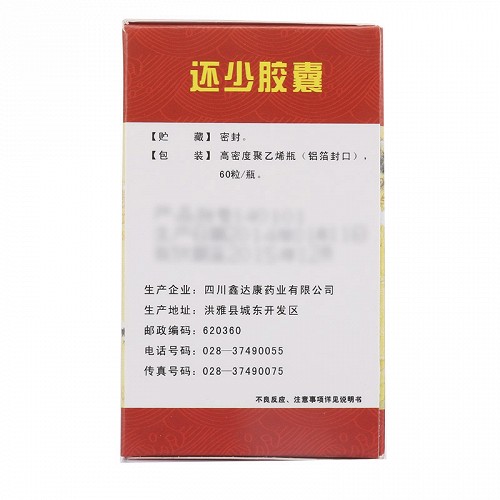 还少胶囊
【贮 藏】密封。
【包 装】高密度聚乙烯瓶（铝箔封口），
60粒/瓶。
生产企业：四川鑫达康药业有限公司
生产地址：洪雅县城东开发区
邮政编码：620360
电话号码：028—37490055
传真号码：028—37490075
不良反应、注意事项详见说明书